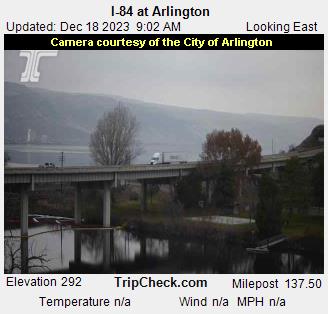 I-84 at Arlington
Updated: Dec 18 2023 9:02 AM Looking East
Camera courtesy of the City of Arlington
Elevation 292 TripCheck.com Milepost 137.50
Temperature n/a Wind n/a MPH n/a